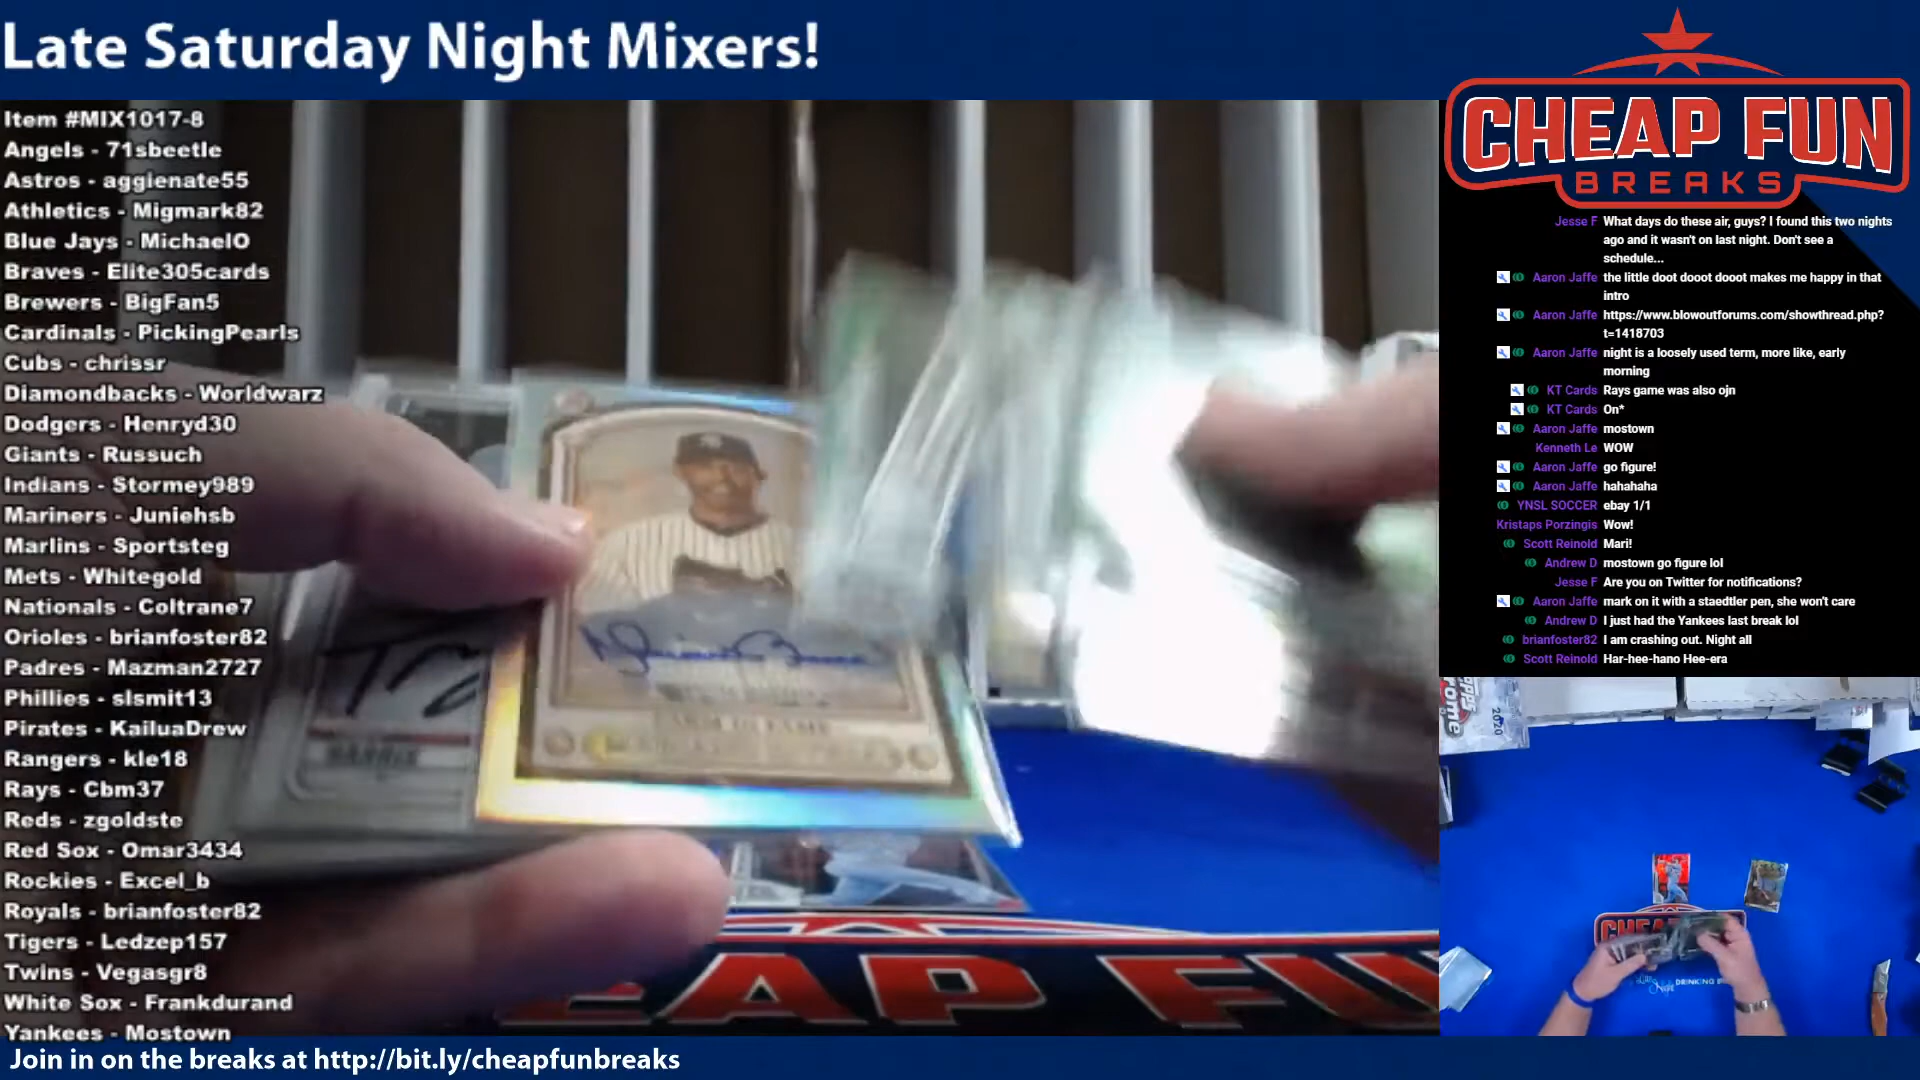 Late Saturday Night Mixers!
Item #MIX1017-8
Angels - 71sbeetle
Astros - aggienate55
Athletics - Migmark82
Blue Jays - MichaelO
Braves - Elite305cards
Brewers - BigFan5
Cardinals - PickingPearls
Cubs - chrissr
Diamondbacks - Worldwarz
Dodgers - Henryd30
Giants - Russuch
Indians - Stormey989
Mariners - Juniehsb
Marlins - Sportsteg
Mets - Whitegold
Nationals - Coltrane7
Orioles - brianfoster82
Padres - Mazman2727
Phillies - slsmit13
Pirates - KailuaDrew
Rangers - kle18
Rays - Cbm37
Reds - zgoldste
Red Sox - Omar3434
Rockies - Excel_b
Royals - brianfoster82
Tigers - Ledzep157
Twins - Vegasgr8
White Sox - Frankdurand
Yankees - Mostown
EAP FU
CHEAP FUN
BREAKS
Jesse F What days do these air, guys? I found this two nights
ago and it wasn't on last night. Don't see a
schedule...
Aaron Jaffe the little doot dooot dooot makes me happy in that
intro
Aaron Jaffe https://www.blowoutforums.com/showthread.php?
t=1418703
Aaron Jaffe night is a loosely used term, more like, early
morning
KT Cards Rays game was also ojn
KT Cards On*
Aaron Jaffe mostown
Kenneth Le WOW
Aaron Jaffe go figure!
Aaron Jaffe hahahaha
YNSL SOCCER ebay 1/1
Kristaps Porzingis Wow!
Scott Reinold Mari!
Andrew D mostown go figure lol
Jesse F Are you on Twitter for notifications?
Aaron Jaffe mark on it with a staedtler pen, she won't care
Andrew D I just had the Yankees last break lol
brianfoster82 I am crashing out. Night all
Scott Reinold Har-hee-hano Hee-era
2020
CHEA
DRINKING
Join in on the breaks at http://bit.ly/cheapfunbreaks